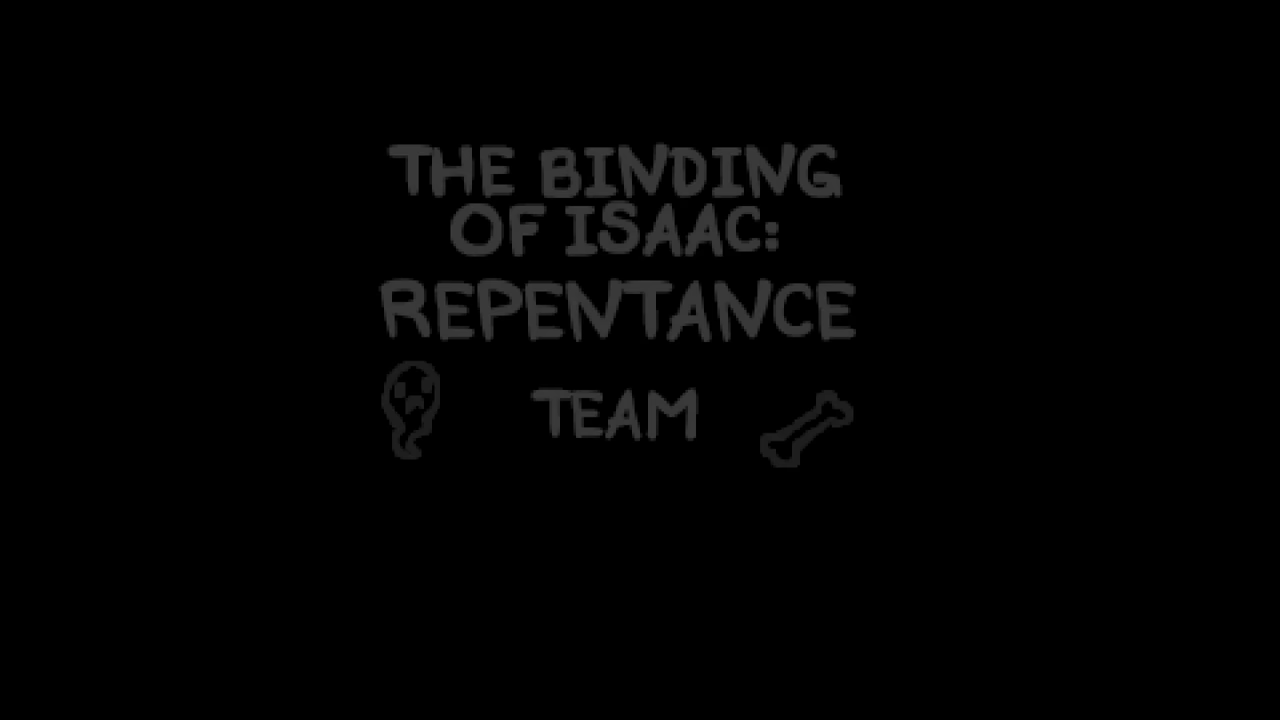 THE BINDING
OF ISAAC:
REPENTANCE
TEAM